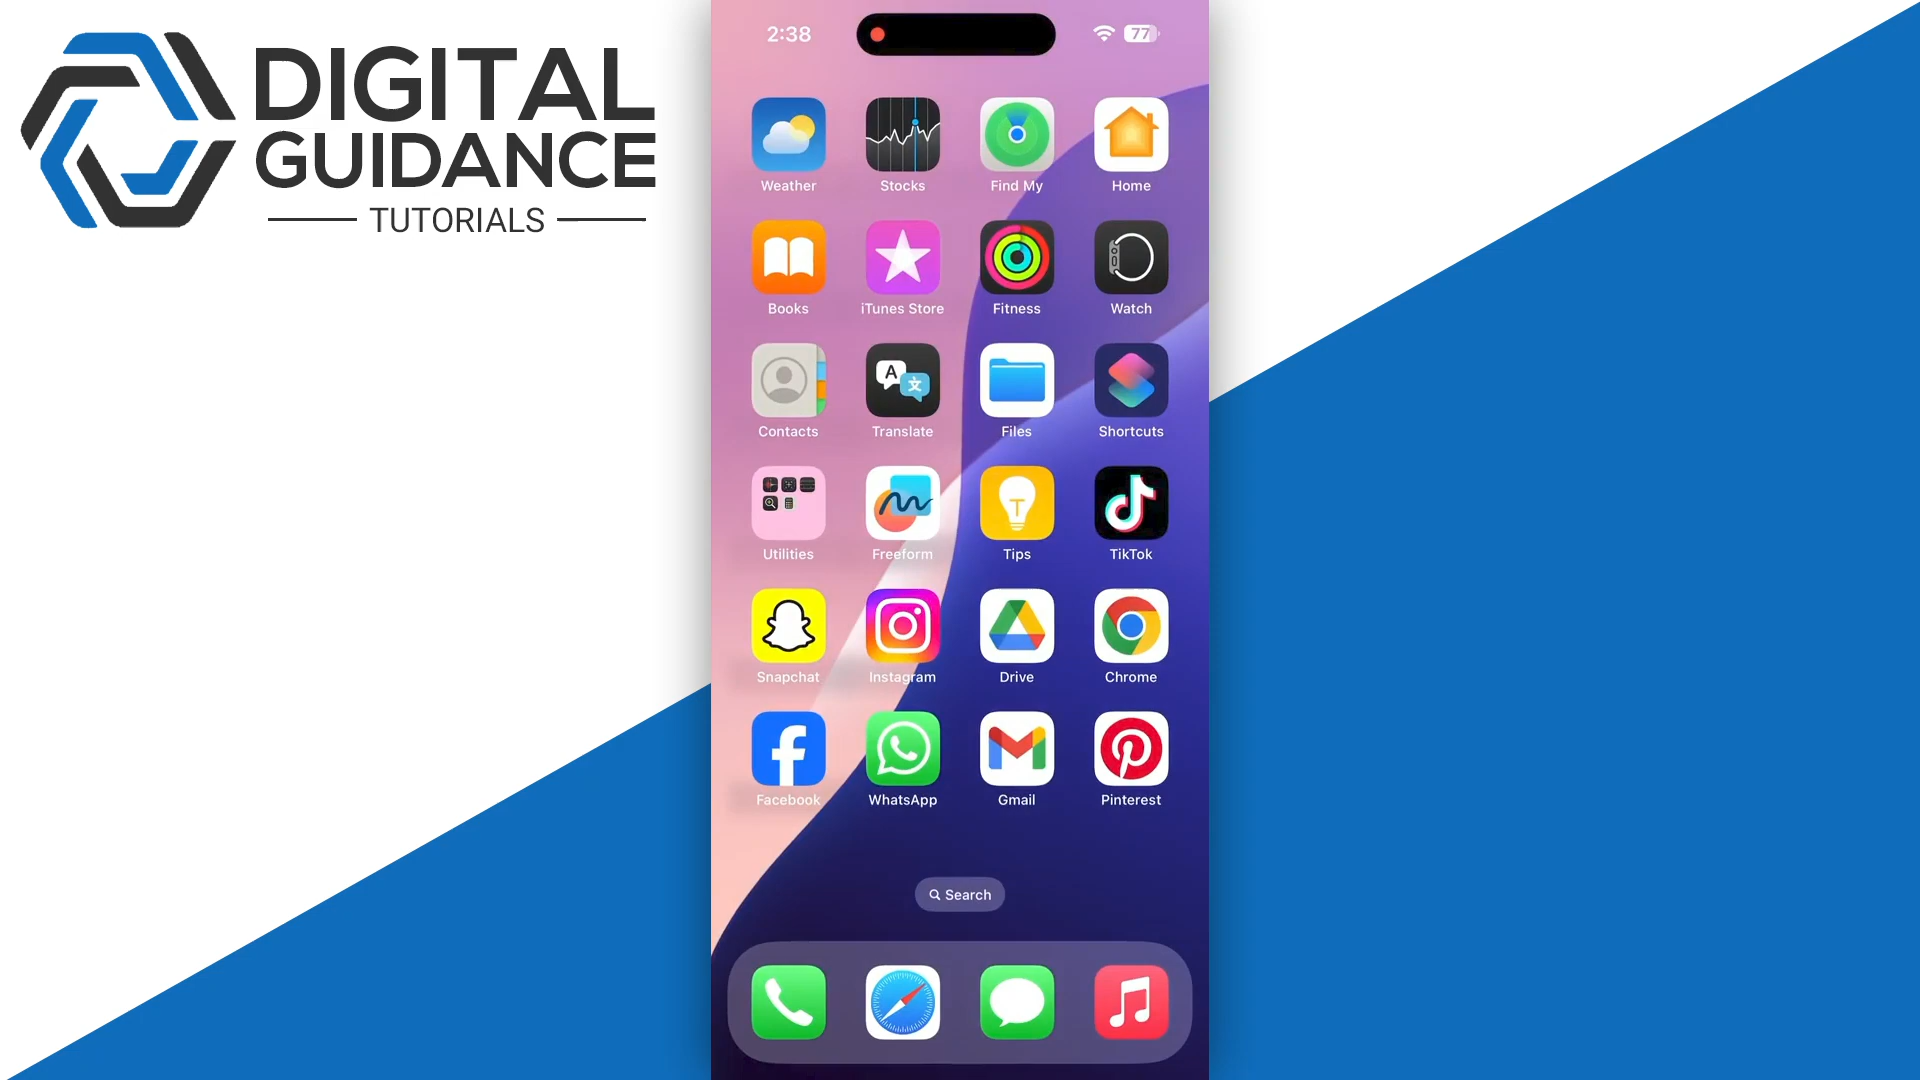 DIGITAL
GUIDANCE
TUTORIALS
2:38
77
Weather
Stocks
Find My
Home
Books
iTunes Store
Fitness
Watch
Contacts
A
文
Translate
Files
Shortcuts
Utilities
Freeform
T
Tips
TikTok
Snapchat
Instagram
Drive
Chrome
Facebook
WhatsApp
Gmail
Pinterest
Search